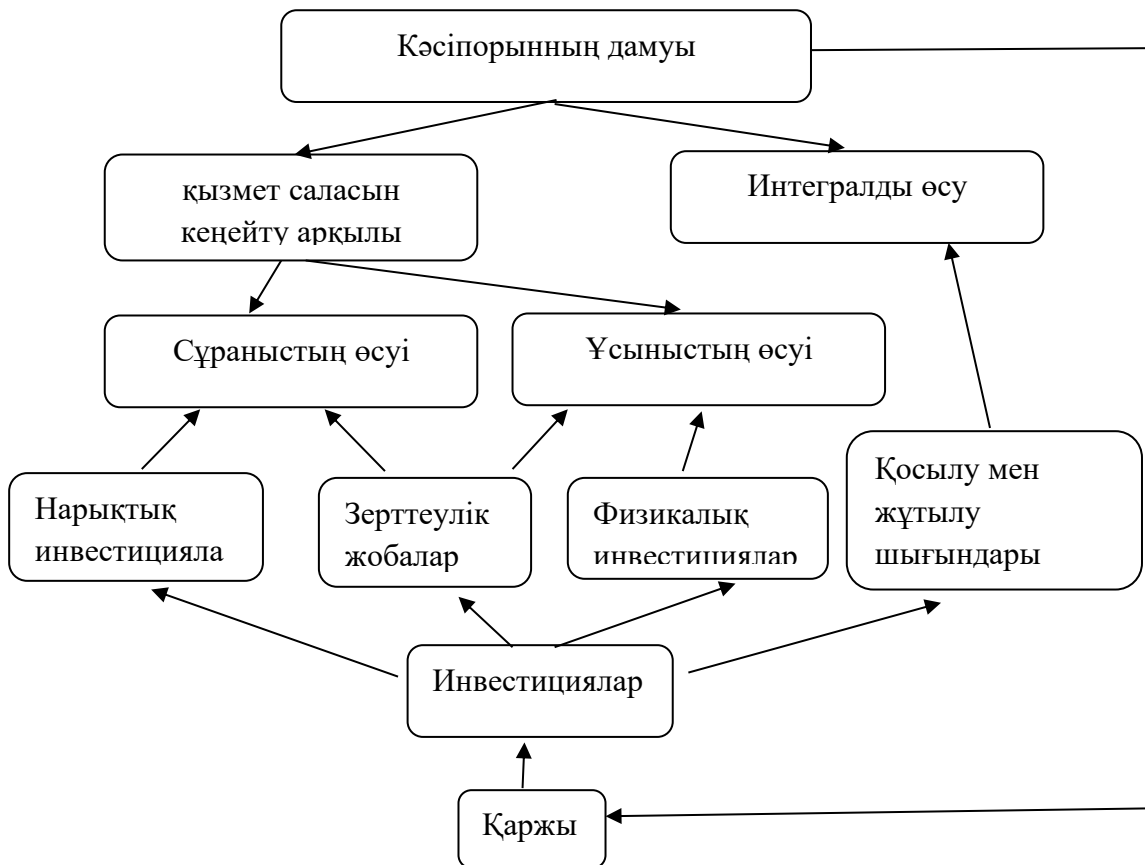 Кәсіпорынның дамуы
қызмет саласын
кеңейту арқылы
Интегралды өсу
Сұраныстың өсуі
Ұсыныстың өсуі
Нарықтық
инвестицияла
Зерттеулік
жобалар
Физикалық
инвестициялар
Қосылу мен
жұтылу
шығындары
Инвестициялар
Қаржы